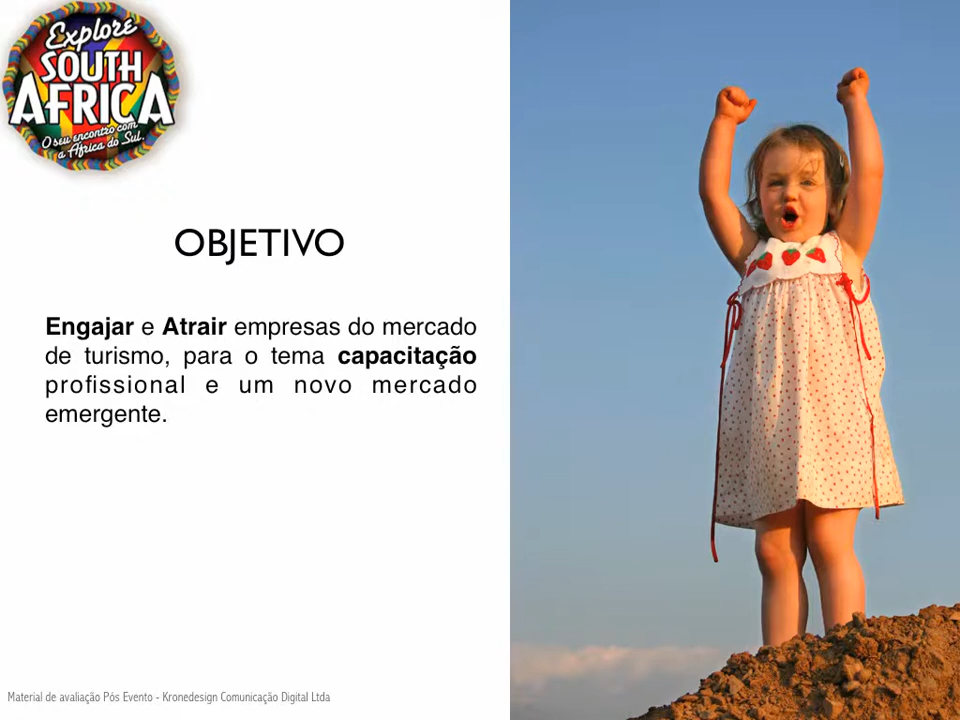 Explore
SOUTH
AFRICA
O seu encontro com
a África do Sul.
OBJETIVO
Engajar e Atrair empresas do mercado
de turismo, para o tema capacitação
profissional e um novo mercado
emergente.
Material de avaliação Pós Evento - Kronedesign Comunicação Digital Ltda